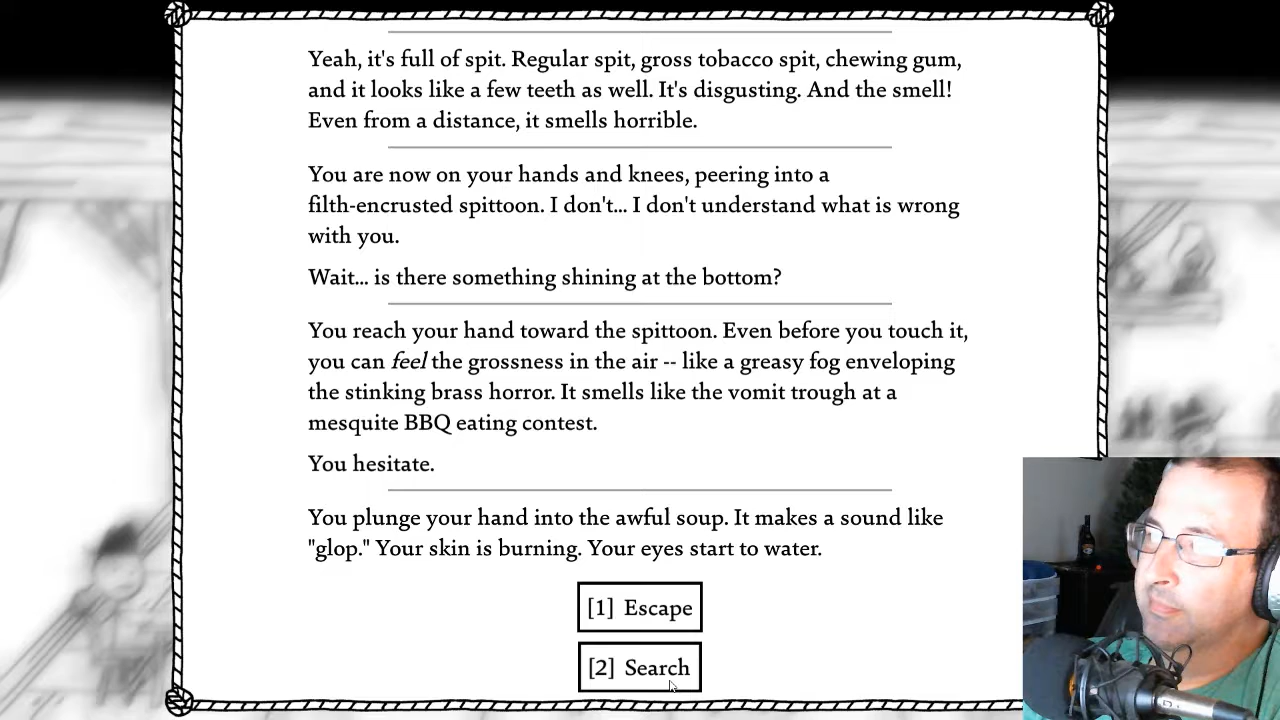 Yeah, it's full of spit. Regular spit, gross tobacco spit, chewing gum,
and it looks like a few teeth as well. It's disgusting. And the smell!
Even from a distance, it smells horrible.
You are now on your hands and knees, peering into a
filth-encrusted spittoon. I don't... I don't understand what is wrong
with you.
Wait... is there something shining at the bottom?
You reach your hand toward the spittoon. Even before you touch it,
you can feel the grossness in the air -- like a greasy fog enveloping
the stinking brass horror. It smells like the vomit trough at a
mesquite BBQ eating contest.
You hesitate.
You plunge your hand into the awful soup. It makes a sound like
"glop." Your skin is burning. Your eyes start to water.
[1] Escape
[2] Search